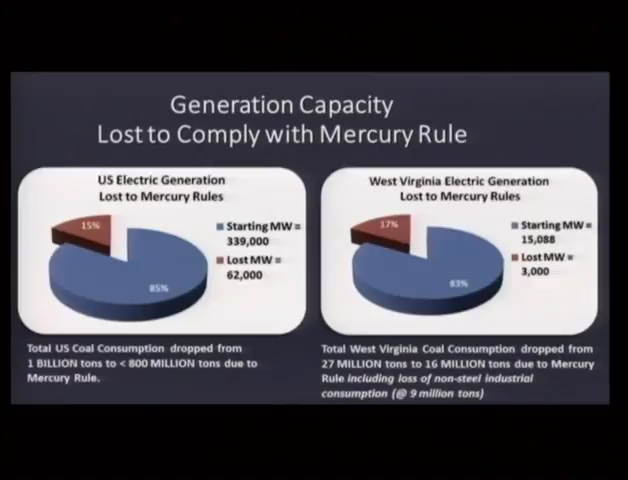 Generation Capacity
Lost to Comply with Mercury Rule
US Electric Generation
Lost to Mercury Rules
15%
85%
Starting MW =
339,000
Lost MW =
62,000
West Virginia Electric Generation
Lost to Mercury Rules
17%
83%
Starting MW =
15,088
Lost MW =
3,000
Total US Coal Consumption dropped from
1 BILLION tons to < 800 MILLION tons due to
Mercury Rule.
Total West Virginia Coal Consumption dropped from
27 MILLION tons to 16 MILLION tons due to Mercury
Rule including loss of non-steel industrial
consumption (@ 9 million tons)